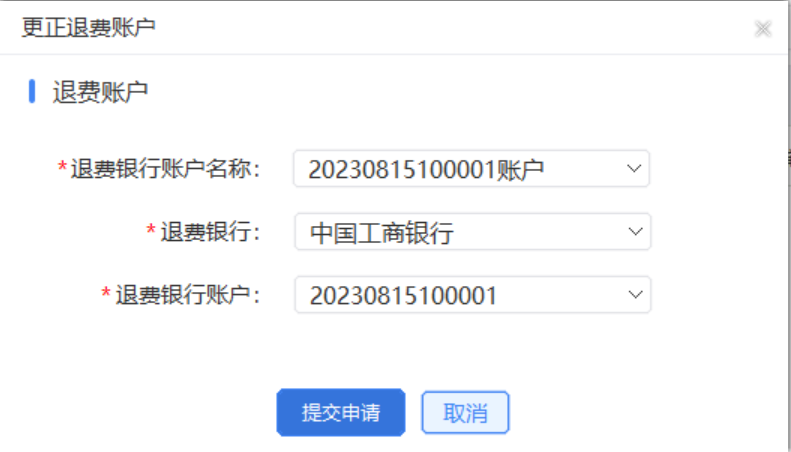 更正退费账户
退费账户
*退费银行账户名称： 20230815100001账户
*退费银行： 中国工商银行
*退费银行账户： 20230815100001
提交申请 取消